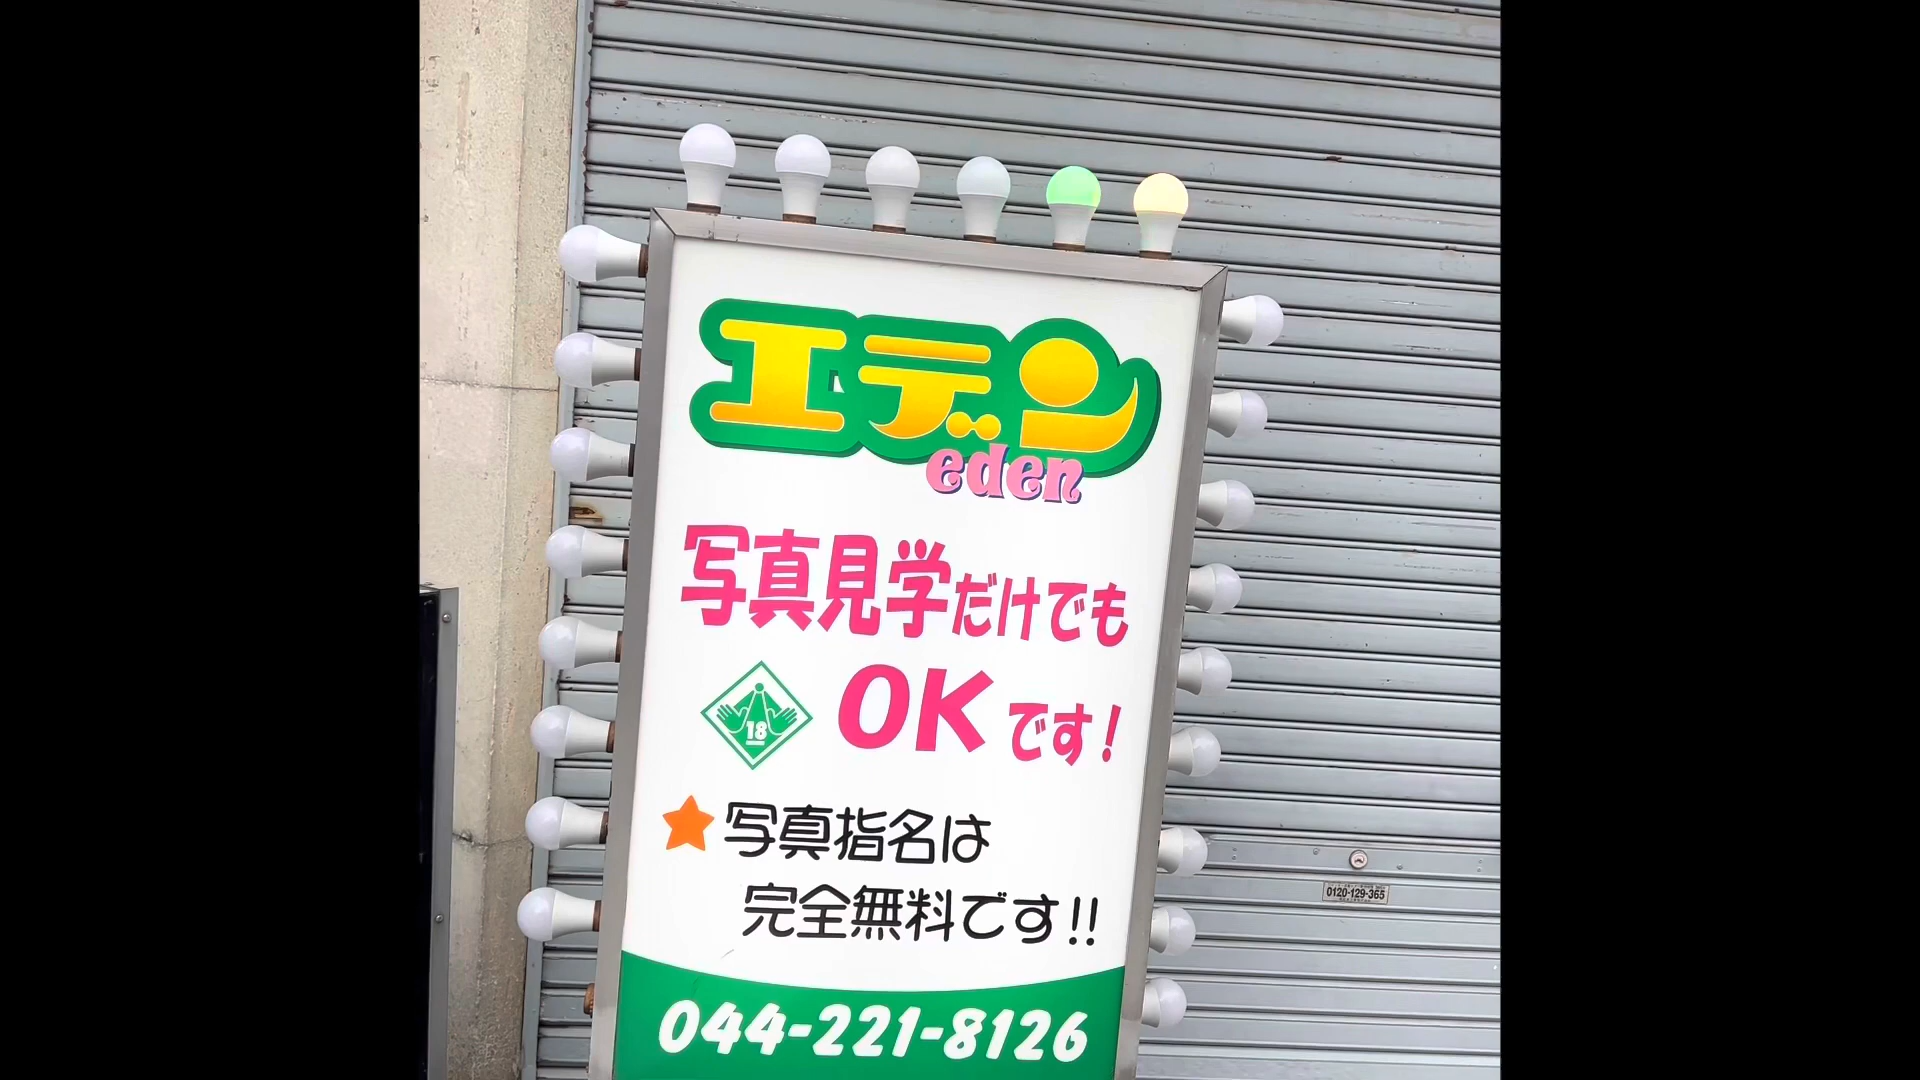 エデン
eden
写真見学だけでも
18
OKです!
写真指名は
完全無料です!!
044-221-8126
0120-129-365